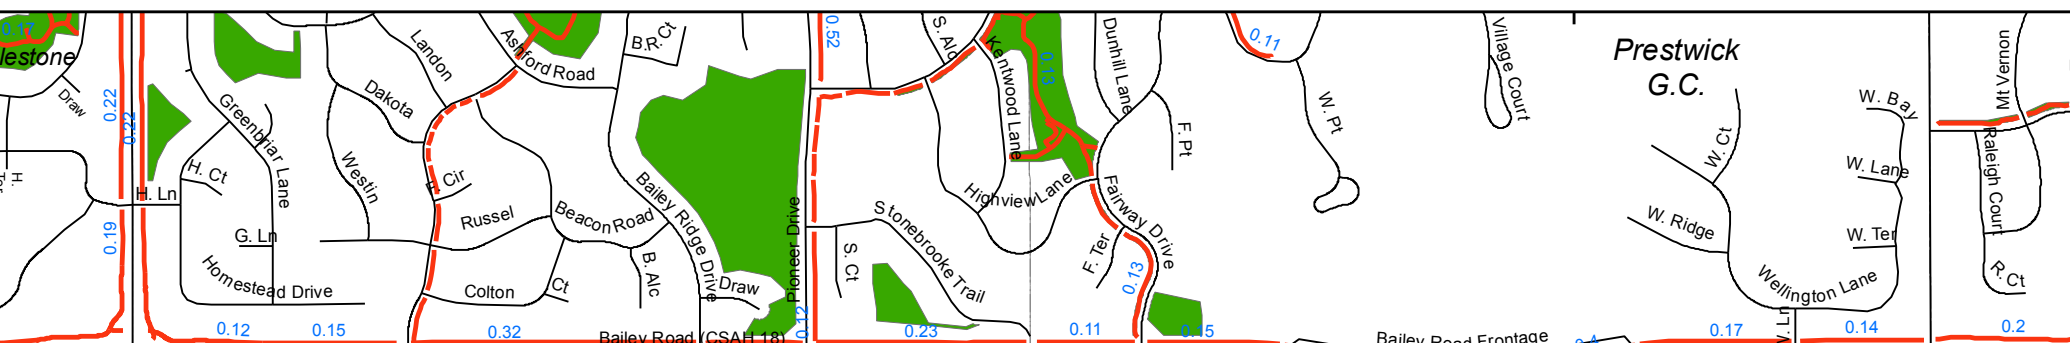 0.17
lestone
Draw
H.
Ter
0.22
0.22
0.19
H. Ln
H. Ct
Greenbriar Lane
G. Ln
Homestead Drive
0.12
0.15
Landon
Dakota
Westin
Ashford Road
B.R. Ct
Cir
Russel
Beacon Road
Colton
Ct
B. Alc
Bailey Ridge Drive
Draw
0.32
Bailey Road (CSAH 18)
Pioneer Drive
0.12
0.52
S. Alc
Kentwood Lane
0.13
Dunhill Lane
F. Pt
Highview Lane
Fairway Drive
F. Ter
0.13
Stonebrooke Trail
S. Ct
0.23
0.11
0.15
0.11
W. Pt
Village Court
Prestwick
G.C.
W. Ct
W. Ridge
W. Bay
W. Lane
W. Ter
Wellington Lane
W. Ln
0.17
0.14
Bailey Road Frontage
Mt Vernon
Raleigh Court
R. Ct
0.2